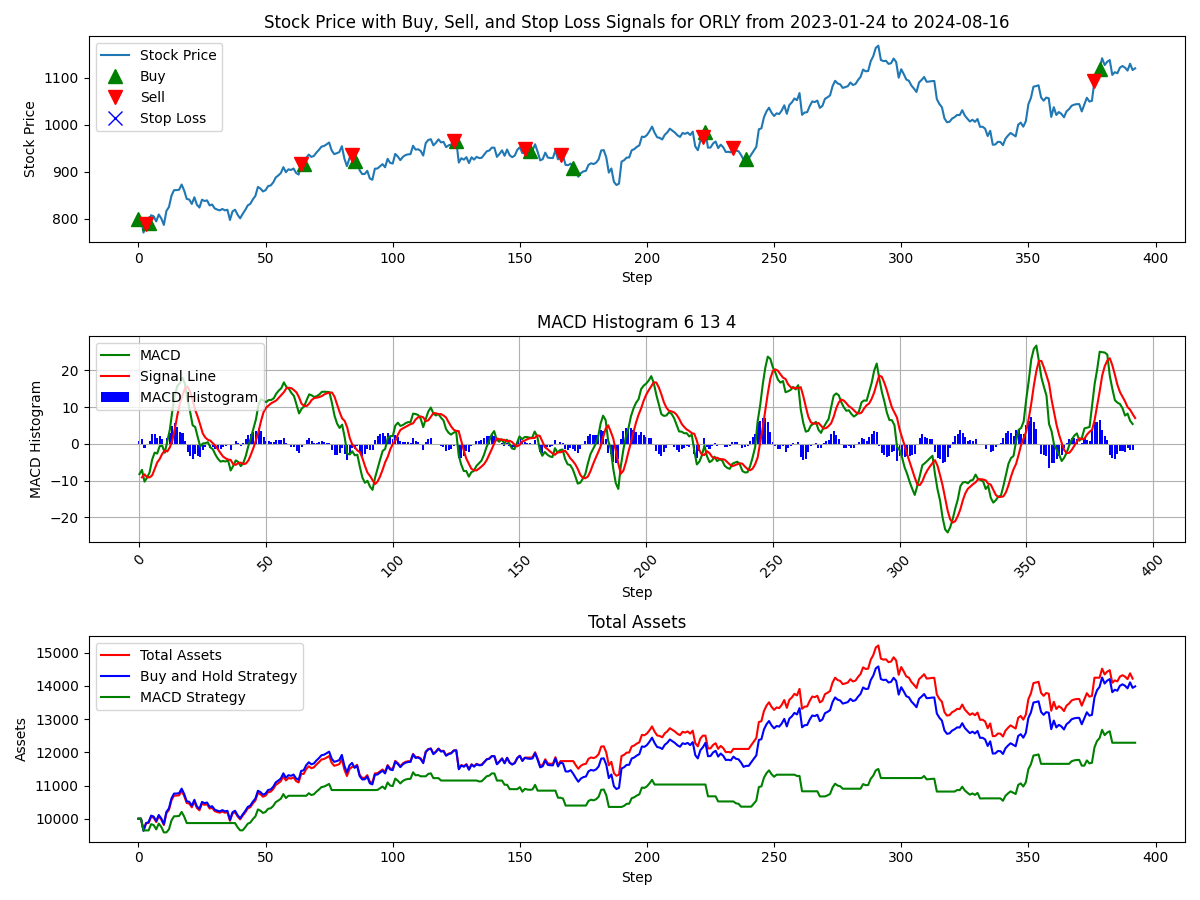 Stock Price with Buy, Sell, and Stop Loss Signals for ORLY from 2023-01-24 to 2024-08-16
Stock Price
Buy
Sell
Stop Loss
Stock Price
1100
1000
900
800
0 50 100 150 200 250 300 350 400
Step
MACD Histogram 6 13 4
MACD
Signal Line
MACD Histogram
MACD Histogram
20
10
0
−10
−20
0 50 100 150 200 250 300 350 400
Step
Total Assets
Total Assets
Buy and Hold Strategy
MACD Strategy
Assets
15000
14000
13000
12000
11000
10000
0 50 100 150 200 250 300 350 400
Step